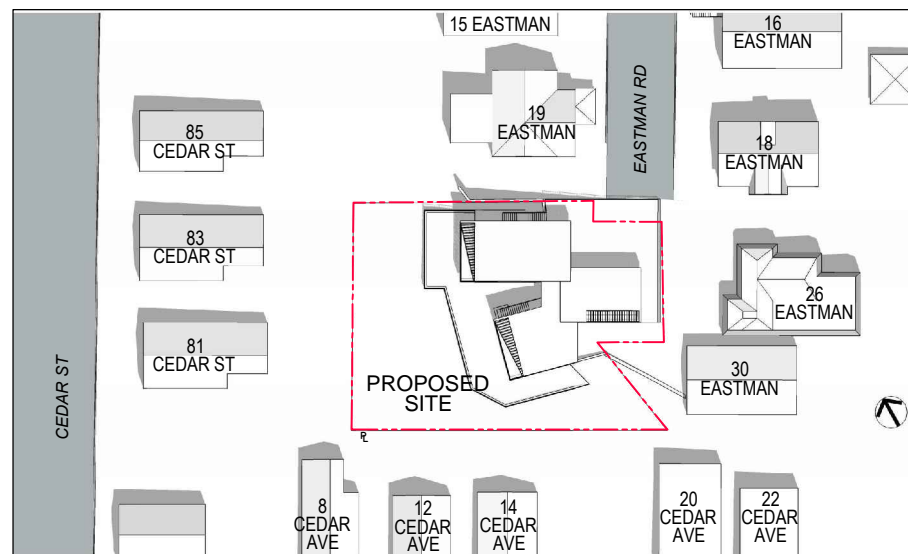 15 EASTMAN
16
EASTMAN
EASTMAN RD
19
EASTMAN
18
EASTMAN
85
CEDAR ST
83
CEDAR ST
81
CEDAR ST
26
EASTMAN
30
EASTMAN
PROPOSED
SITE
PL
CEDAR ST
8
CEDAR
AVE
12
CEDAR
AVE
14
CEDAR
AVE
20
CEDAR
AVE
22
CEDAR
AVE